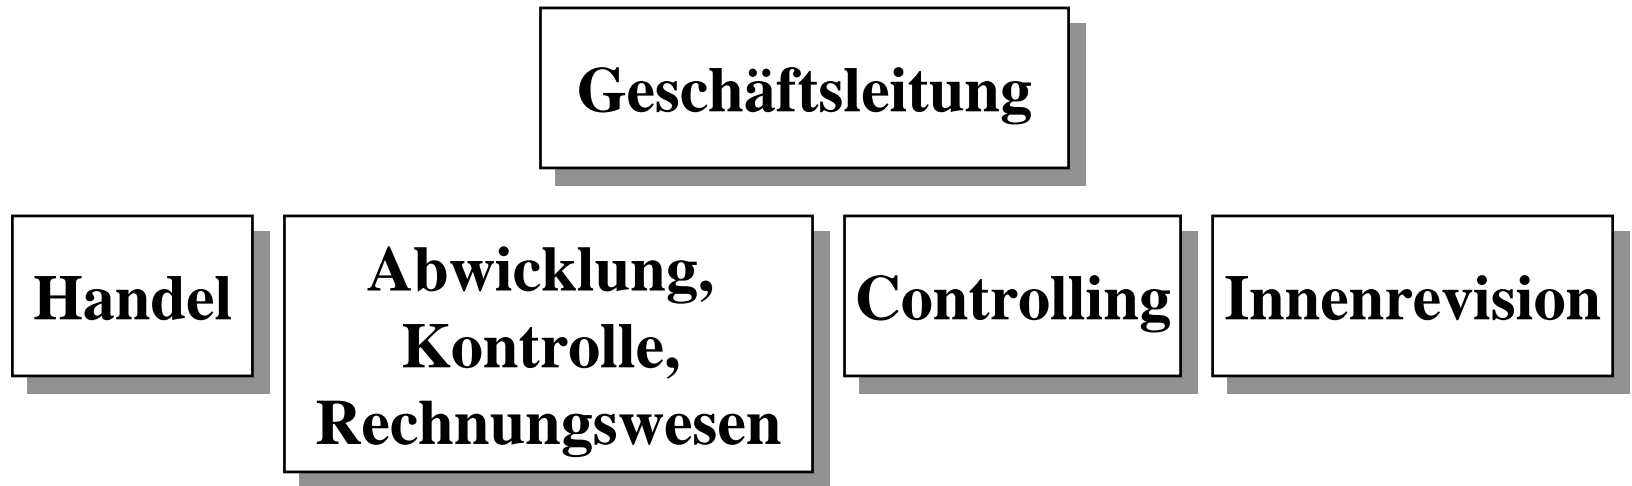 Geschäftsleitung
Handel
Abwicklung,
Kontrolle,
Rechnungswesen
Controlling
Innenrevision